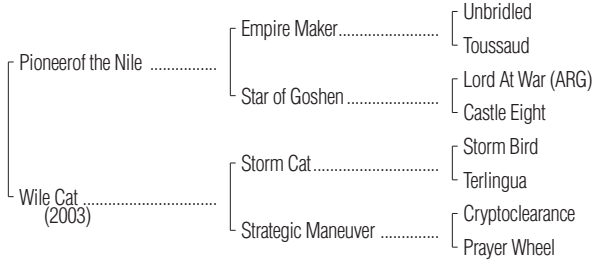 Unbridled
Empire Maker
Toussaud
Pioneerof the Nile
Lord At War (ARG)
Star of Goshen
Castle Eight
Storm Bird
Storm Cat
Terlingua
Wile Cat
(2003)
Cryptoclearance
Strategic Maneuver
Prayer Wheel